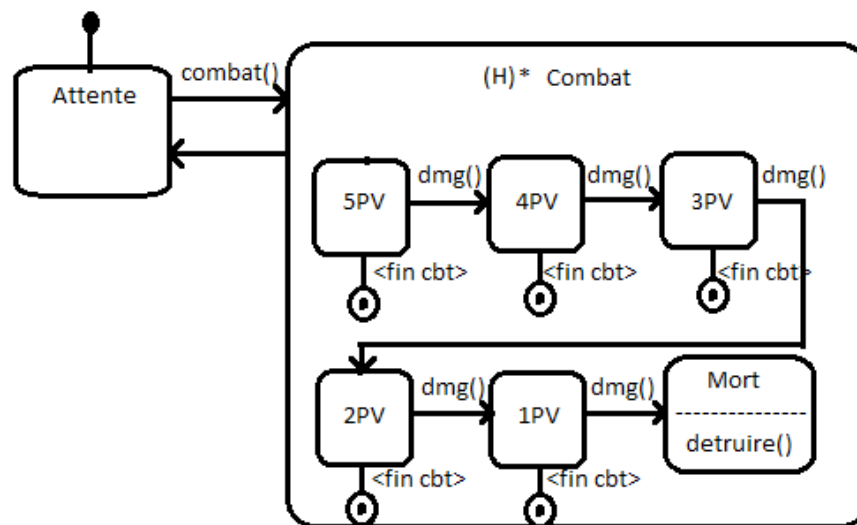 combat()
Attente
(H)* Combat
5PV
dmg()
4PV
dmg()
3PV
dmg()
<fin cbt>
<fin cbt>
<fin cbt>
2PV
dmg()
1PV
dmg()
Mort
--------------
detruire()
<fin cbt>
<fin cbt>